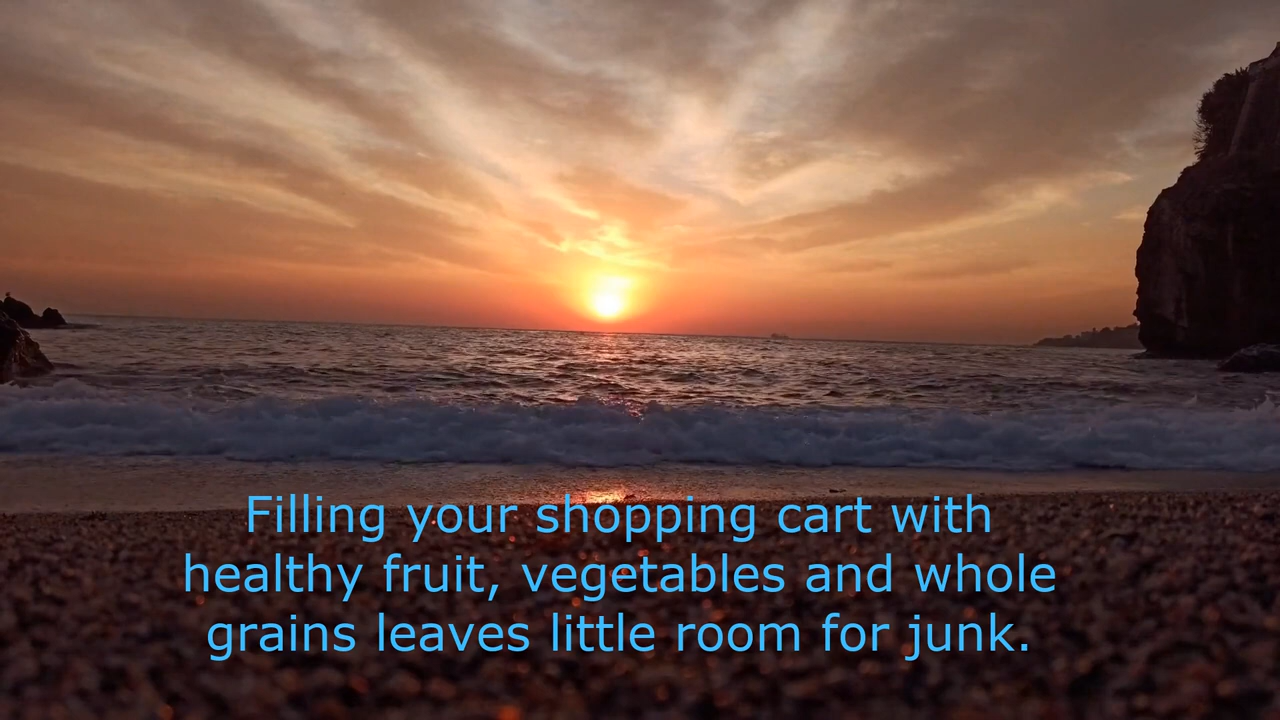 Filling your shopping cart with
healthy fruit, vegetables and whole
grains leaves little room for junk.